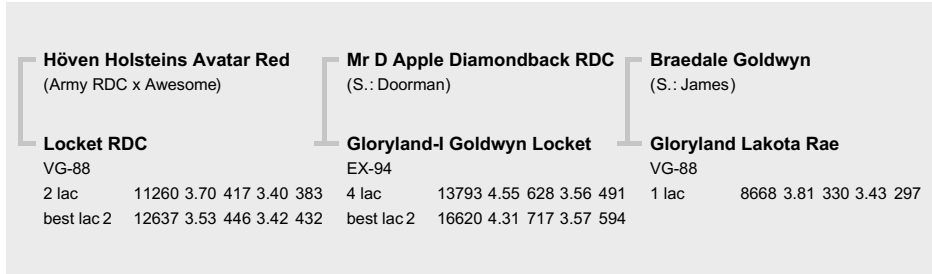 Höven Holsteins Avatar Red
(Army RDC x Awesome)
Locket RDC
VG-88
2 lac 11260 3.70 417 3.40 383
best lac 2 12637 3.53 446 3.42 432
Mr D Apple Diamondback RDC
(S.: Doorman)
Gloryland-I Goldwyn Locket
EX-94
4 lac 13793 4.55 628 3.56 491
best lac 2 16620 4.31 717 3.57 594
Braedale Goldwyn
(S.: James)
Gloryland Lakota Rae
VG-88
1 lac 8668 3.81 330 3.43 297